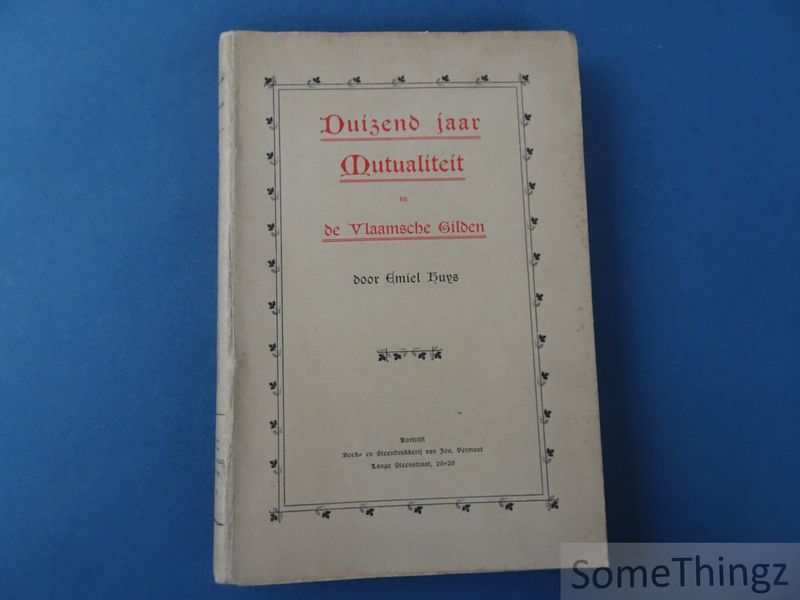 Duizend jaar
Mutualiteit
bij
de Vlaamsche Gilden
door Emiel Huys
Kortrijk
Boek- en Steendrukkerij van Jos. Vermaut
Lange Steenstraat, 28-29
SomeThingz